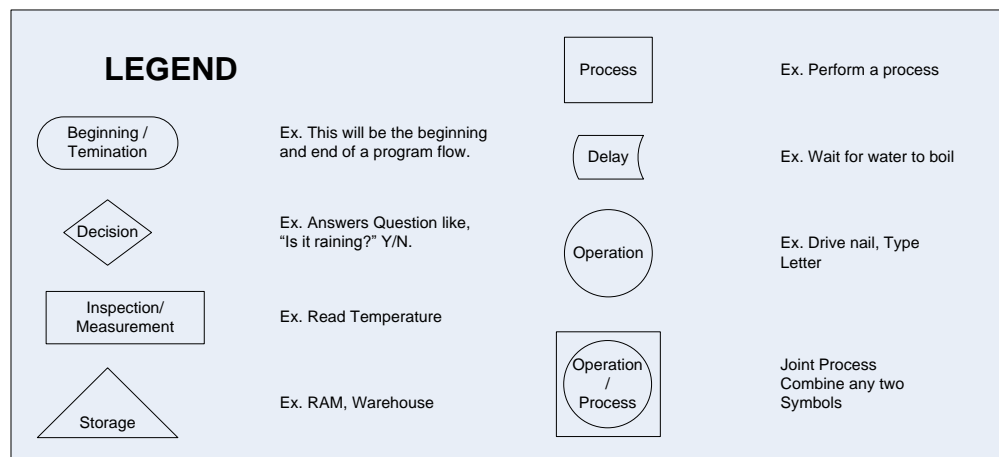 LEGEND
Beginning /
Temination
Ex. This will be the beginning
and end of a program flow.
Decision
Ex. Answers Question like,
“Is it raining?” Y/N.
Inspection/
Measurement
Ex. Read Temperature
Storage
Ex. RAM, Warehouse
Process
Ex. Perform a process
Delay
Ex. Wait for water to boil
Operation
Ex. Drive nail, Type
Letter
Operation
/
Process
Joint Process
Combine any two
Symbols